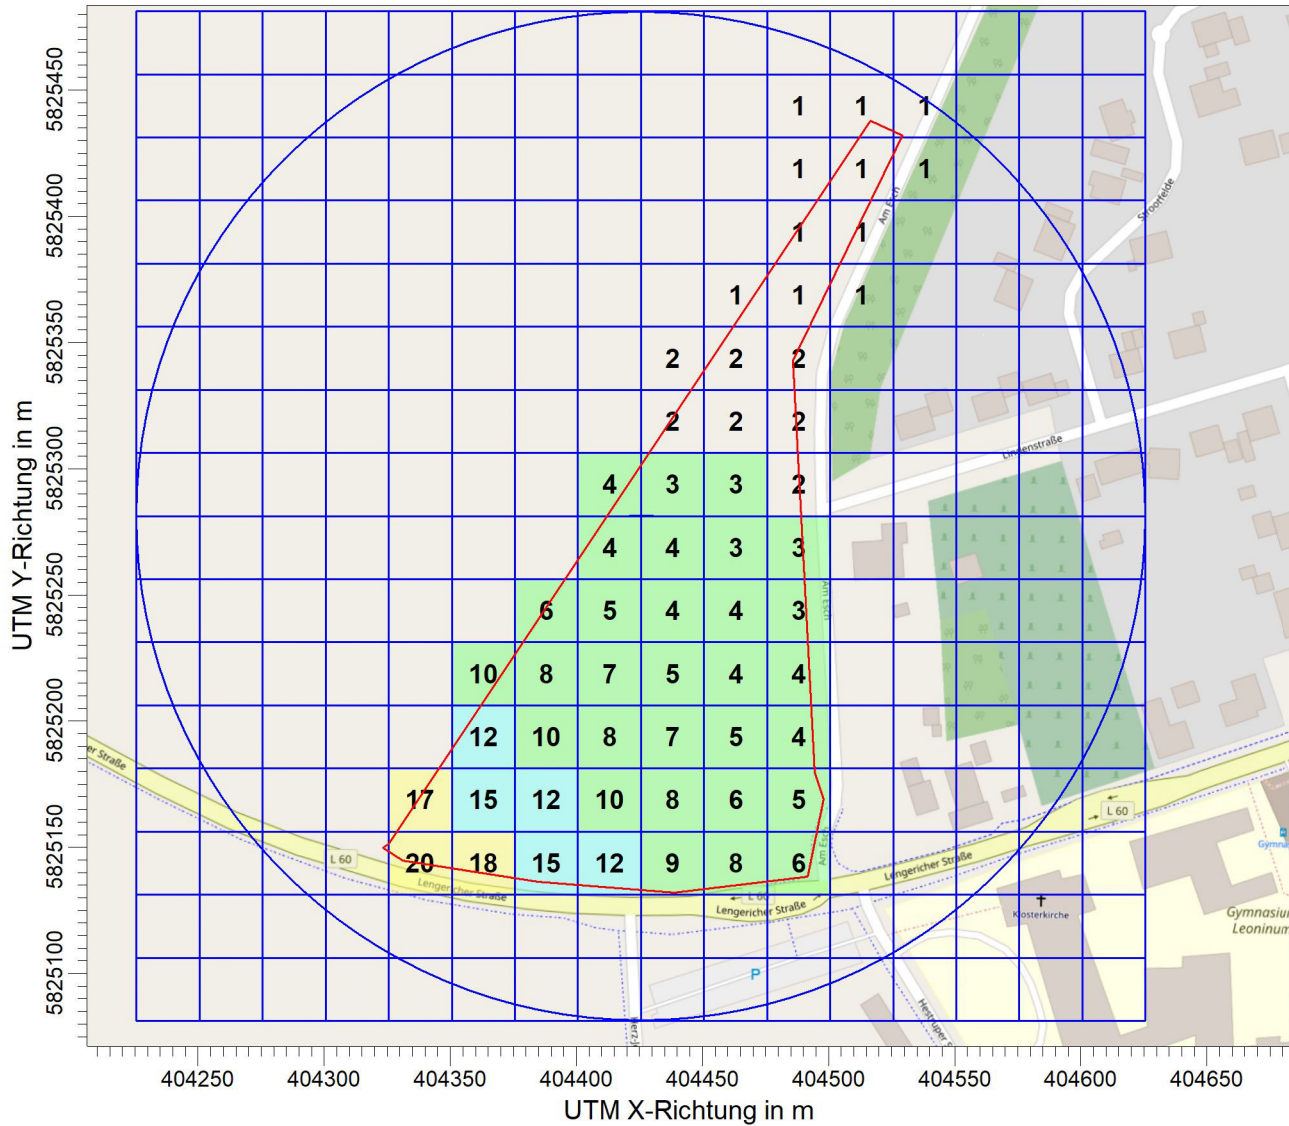 UTM Y-Richtung in m
5825450
5825400
5825350
5825300
5825250
5825200
5825150
5825100
1 1 1
1 1 1
Am Esch
Strootfelde
1 1
1 1 1
2 2 2
2 2 2
Lindenstraße
4 3 3 2
4 4 3 3
Am Esch
6 5 4 4 3
10 8 7 5 4 4
12 10 8 7 5 4
er Straße
17 15 12 10 8 6 5
L 60
Am Esch
20 18 15 12 9 8 6
L 60
Lengericher Straße
Lengericher Straße
L 60
Lengericher Straße
Klosterkirche
Gymnasium
Leoninum
P
Hestruper S
404250 404300 404350 404400 404450 404500 404550 404600 404650
UTM X-Richtung in m